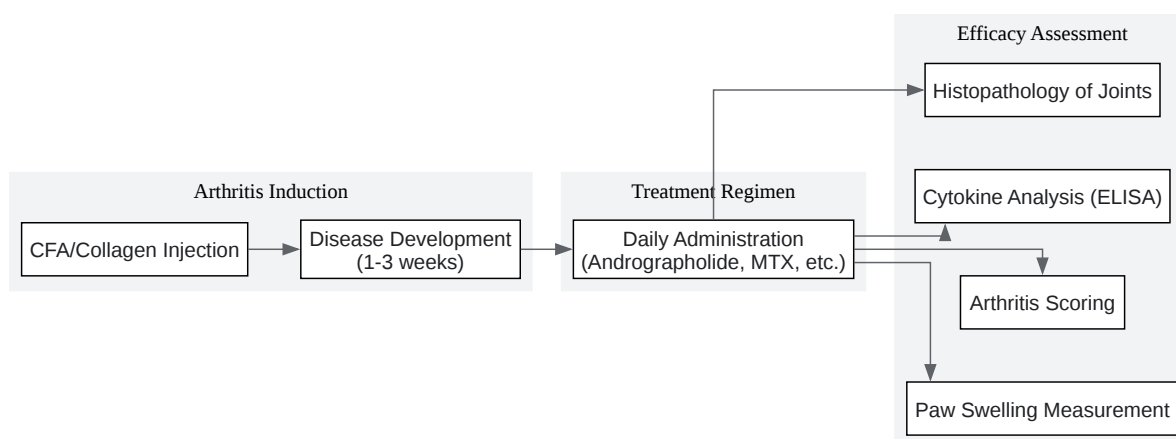 Arthritis Induction
CFA/Collagen Injection
Disease Development
(1-3 weeks)
Treatment Regimen
Daily Administration
(Andrographolide, MTX, etc.)
Efficacy Assessment
Histopathology of Joints
Cytokine Analysis (ELISA)
Arthritis Scoring
Paw Swelling Measurement